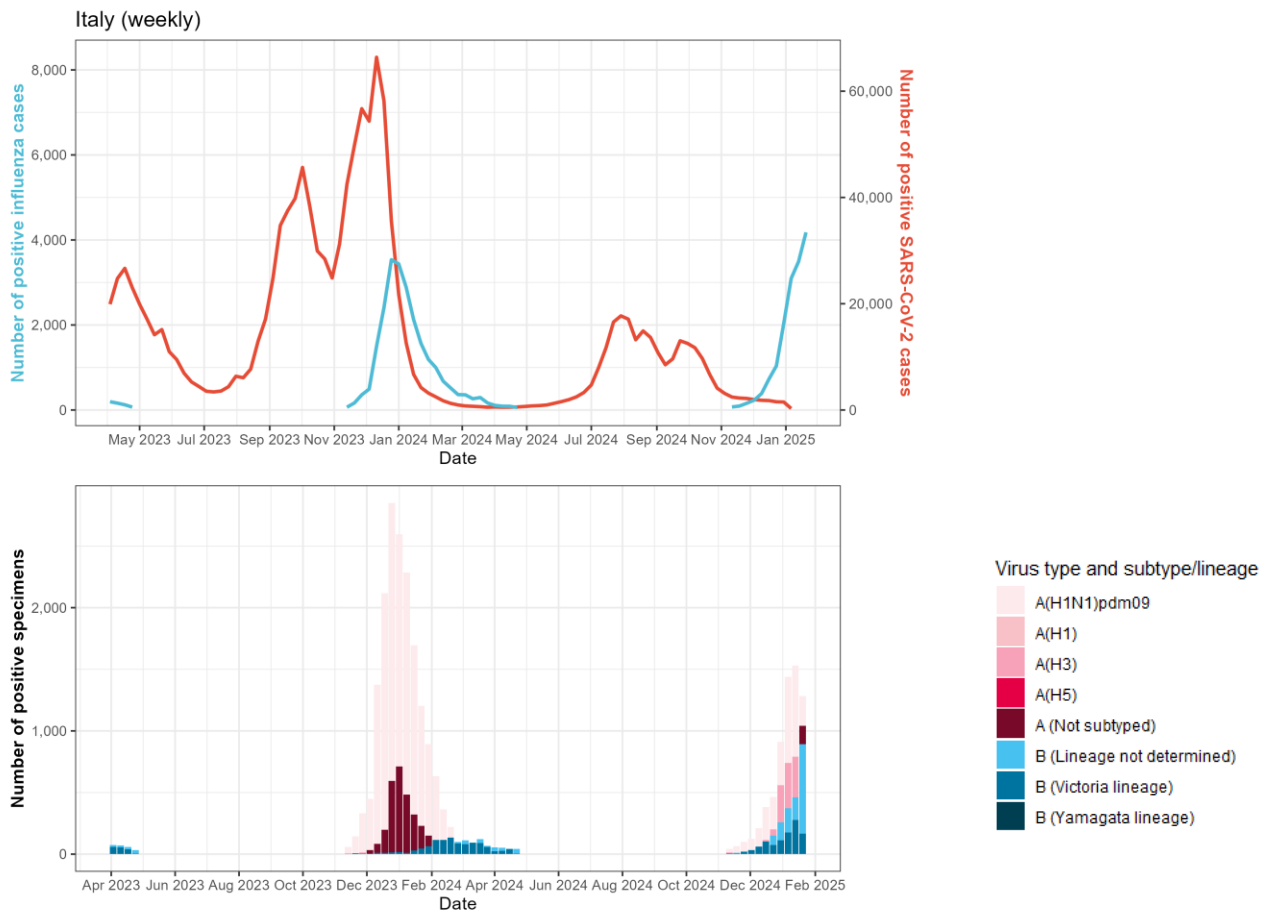 Italy (weekly)
Number of positive influenza cases
8,000
6,000
4,000
2,000
0
60,000
40,000
20,000
0
Number of positive SARS-CoV-2 cases
May 2023 Jul 2023 Sep 2023 Nov 2023 Jan 2024 Mar 2024 May 2024 Jul 2024 Sep 2024 Nov 2024 Jan 2025
Date
Number of positive specimens
2,000
1,000
0
Apr 2023 Jun 2023 Aug 2023 Oct 2023 Dec 2023 Feb 2024 Apr 2024 Jun 2024 Aug 2024 Oct 2024 Dec 2024 Feb 2025
Date
Virus type and subtype/lineage
A(H1N1)pdm09
A(H1)
A(H3)
A(H5)
A (Not subtyped)
B (Lineage not determined)
B (Victoria lineage)
B (Yamagata lineage)